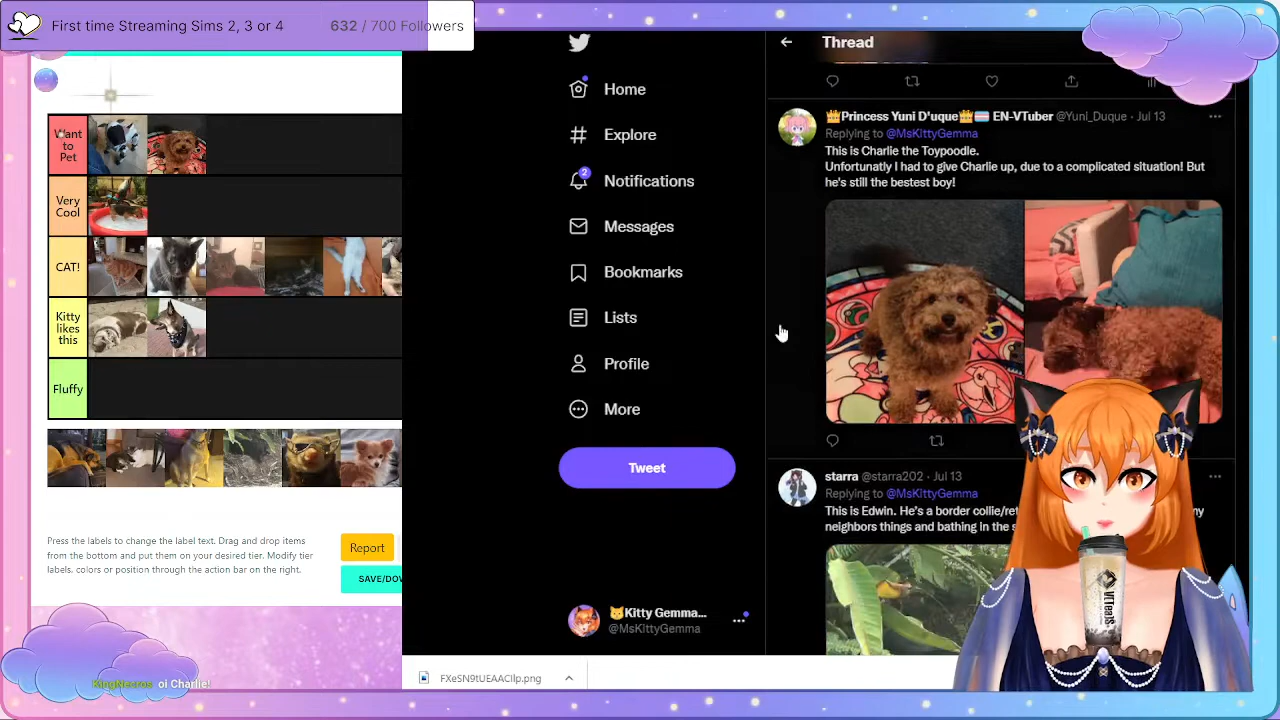 First time Streaming Sims 2, 3 or 4
632 / 700 Followers
Want
to
Pet
Very
Cool
CAT!
Kitty
likes
this
Fluffy
Press the labels to change the label text. Drag and drop items
from the bottom and put them on your desired tier. Modify tier
labels, colors or position through the action bar on the right.
Report
SAVE/DOW
KingNecros oi Charlie!
Home
Explore
2
Notifications
Messages
Bookmarks
Lists
Profile
More
Tweet
🐱Kitty Gemma...
@MsKittyGemma
FXeSN9tUEAACIlp.png
Thread
👑Princess Yuni D'uque👑🏳️‍⚧️ EN-VTuber @Yuni_Duque · Jul 13
Replying to @MsKittyGemma
This is Charlie the Toypoodle.
Unfortunatly I had to give Charlie up, due to a complicated situation! But
he's still the bestest boy!
starra @starra202 · Jul 13
Replying to @MsKittyGemma
This is Edwin. He's a border collie/ret
neighbors things and bathing in the s